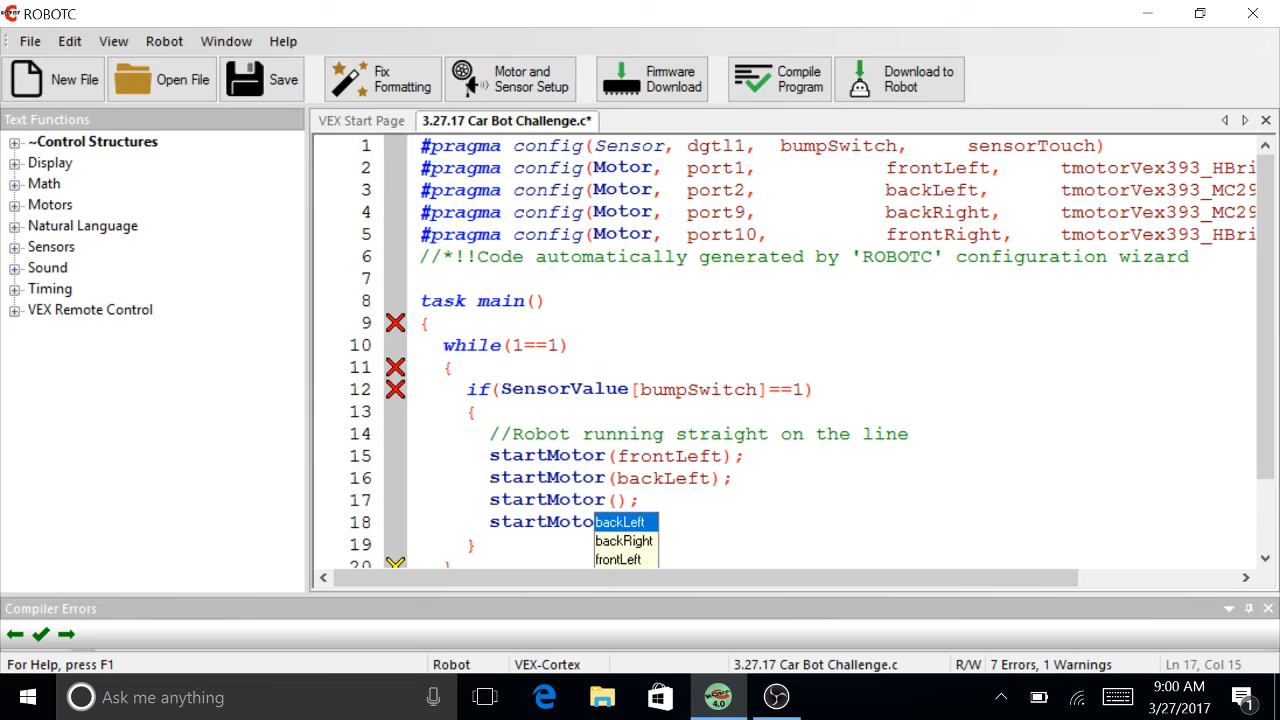 ROBOTC
File Edit View Robot Window Help
New File Open File Save Fix Formatting Motor and Sensor Setup Firmware Download Compile Program Download to Robot
Text Functions
~Control Structures
Display
Math
Motors
Natural Language
Sensors
Sound
Timing
VEX Remote Control
VEX Start Page 3.27.17 Car Bot Challenge.c*
1 #pragma config(Sensor, dgtl1, bumpSwitch, sensorTouch)
2 #pragma config(Motor, port1, frontLeft, tmotorVex393_HBri
3 #pragma config(Motor, port2, backLeft, tmotorVex393_MC29
4 #pragma config(Motor, port9, backRight, tmotorVex393_MC29
5 #pragma config(Motor, port10, frontRight, tmotorVex393_HBri
6 //*!!Code automatically generated by 'ROBOTC' configuration wizard
7
8 task main()
9 {
10 while(1==1)
11 {
12 if(SensorValue[bumpSwitch]==1)
13 {
14 //Robot running straight on the line
15 startMotor(frontLeft);
16 startMotor(backLeft);
17 startMotor();
18 startMoto
19 }
20 }
backLeft
backRight
frontLeft
Compiler Errors
For Help, press F1 Robot VEX-Cortex 3.27.17 Car Bot Challenge.c R/W 7 Errors, 1 Warnings Ln 17, Col 15
Ask me anything
4.0
9:00 AM
3/27/2017
1